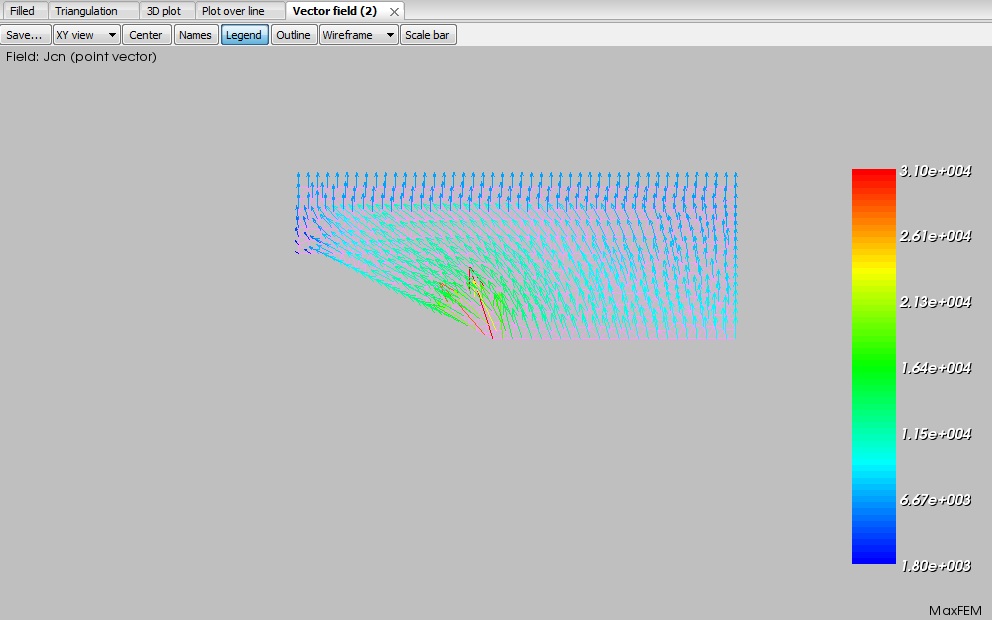 Filled Triangulation 3D plot Plot over line Vector field (2)
Save... XY view Center Names Legend Outline Wireframe Scale bar
Field: Jcn (point vector)
3.10e+004
2.61e+004
2.13e+004
1.64e+004
1.15e+004
6.67e+003
1.80e+003
MaxFEM